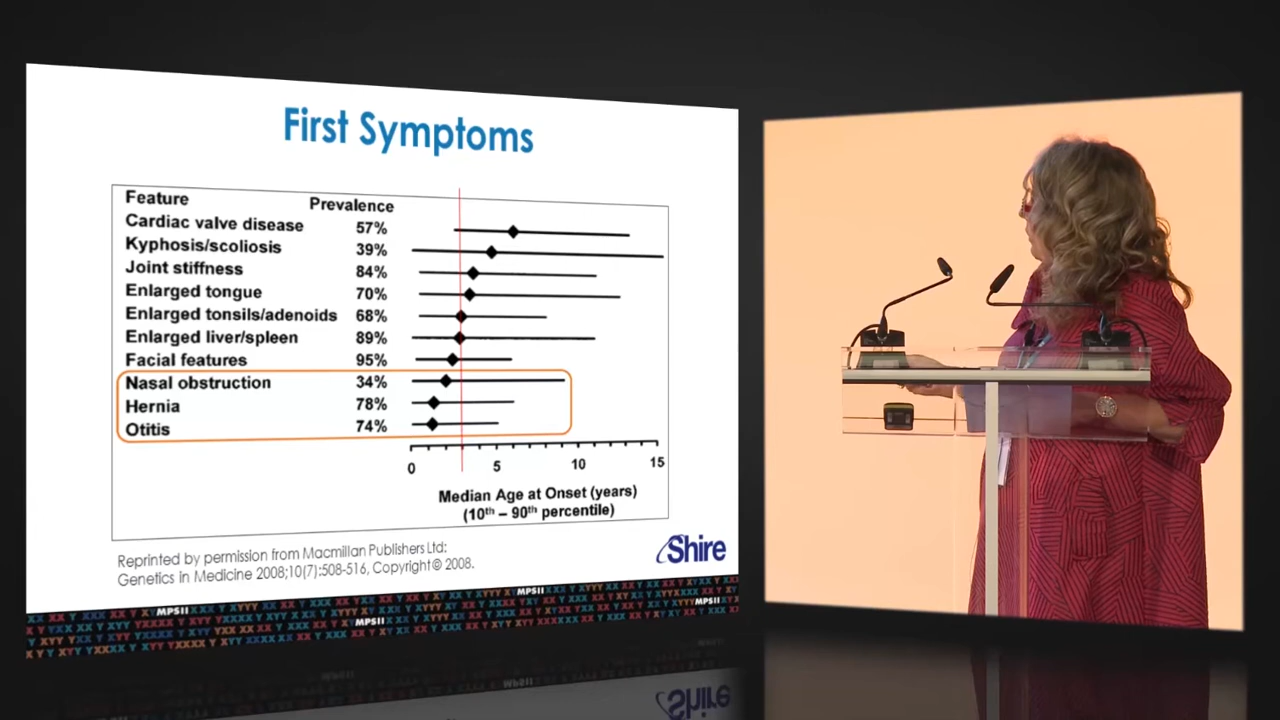 First Symptoms
Feature Prevalence
Cardiac valve disease 57%
Kyphosis/scoliosis 39%
Joint stiffness 84%
Enlarged tongue 70%
Enlarged tonsils/adenoids 68%
Enlarged liver/spleen 89%
Facial features 95%
Nasal obstruction 34%
Hernia 78%
Otitis 74%
0 5 10 15
Median Age at Onset (years)
(10th – 90th percentile)
Reprinted by permission from Macmillan Publishers Ltd:
Genetics in Medicine 2008;10(7):508-516, Copyright © 2008.
Shire
MPSII
MPSII
MPSII